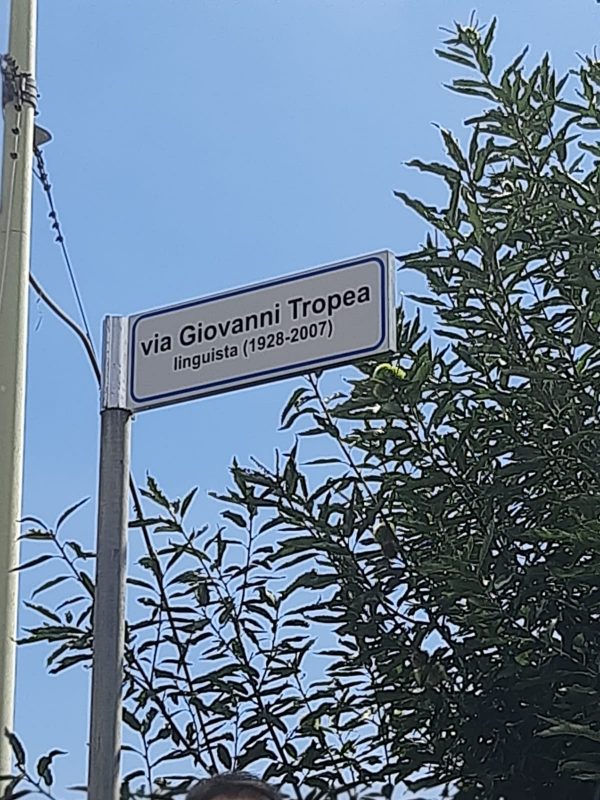 via Giovanni Tropea
linguista (1928-2007)